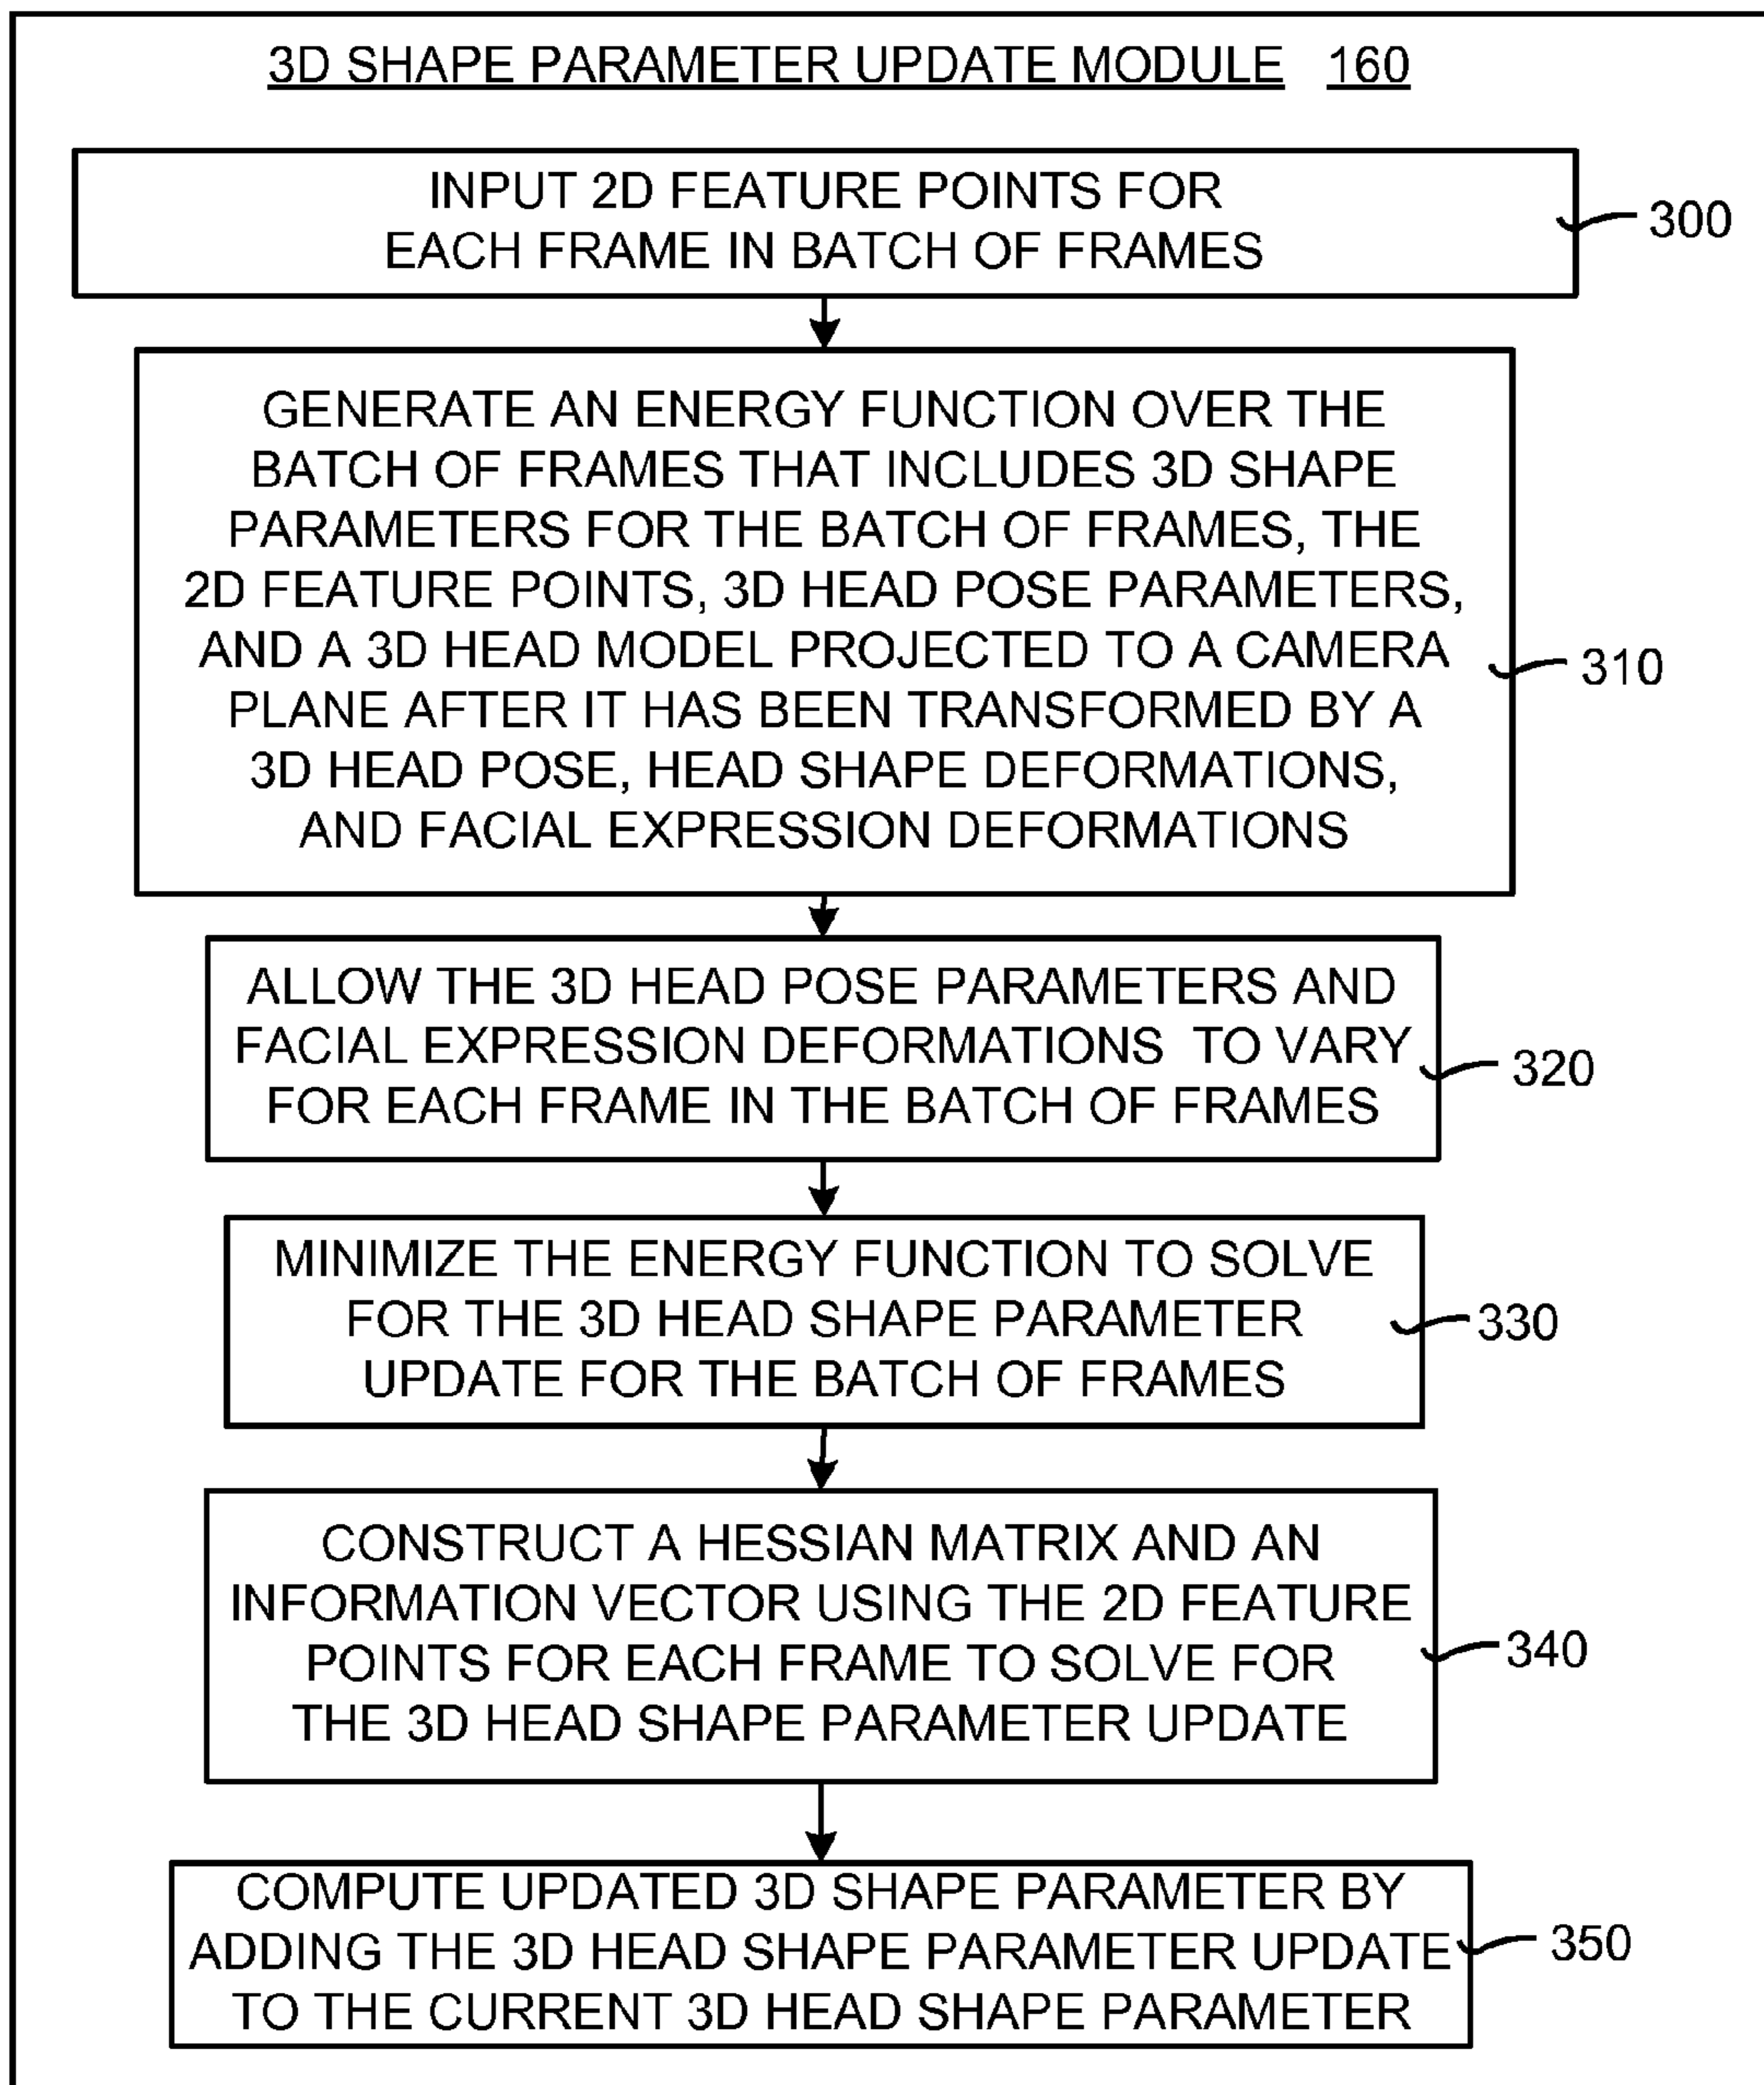 3D SHAPE PARAMETER UPDATE MODULE 160
INPUT 2D FEATURE POINTS FOR
EACH FRAME IN BATCH OF FRAMES
300
GENERATE AN ENERGY FUNCTION OVER THE
BATCH OF FRAMES THAT INCLUDES 3D SHAPE
PARAMETERS FOR THE BATCH OF FRAMES, THE
2D FEATURE POINTS, 3D HEAD POSE PARAMETERS,
AND A 3D HEAD MODEL PROJECTED TO A CAMERA
PLANE AFTER IT HAS BEEN TRANSFORMED BY A
3D HEAD POSE, HEAD SHAPE DEFORMATIONS,
AND FACIAL EXPRESSION DEFORMATIONS
310
ALLOW THE 3D HEAD POSE PARAMETERS AND
FACIAL EXPRESSION DEFORMATIONS TO VARY
FOR EACH FRAME IN THE BATCH OF FRAMES
320
MINIMIZE THE ENERGY FUNCTION TO SOLVE
FOR THE 3D HEAD SHAPE PARAMETER
UPDATE FOR THE BATCH OF FRAMES
330
CONSTRUCT A HESSIAN MATRIX AND AN
INFORMATION VECTOR USING THE 2D FEATURE
POINTS FOR EACH FRAME TO SOLVE FOR
THE 3D HEAD SHAPE PARAMETER UPDATE
340
COMPUTE UPDATED 3D SHAPE PARAMETER BY
ADDING THE 3D HEAD SHAPE PARAMETER UPDATE
TO THE CURRENT 3D HEAD SHAPE PARAMETER
350